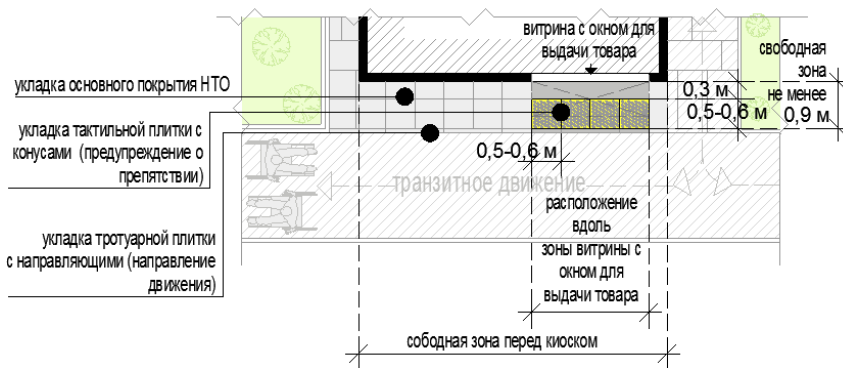 витрина с окном для
выдачи товара
свободная
зона
не менее
0,9 м
0,3 м
0,5-0,6 м
укладка основного покрытия НТО
укладка тактильной плитки с
конусами (предупреждение о
препятствии)
0,5-0,6 м
транзитное движение
укладка тротуарной плитки
с направляющими (направление
движения)
расположение
вдоль
зоны витрины с
окном для
выдачи товара
сободная зона перед киоском